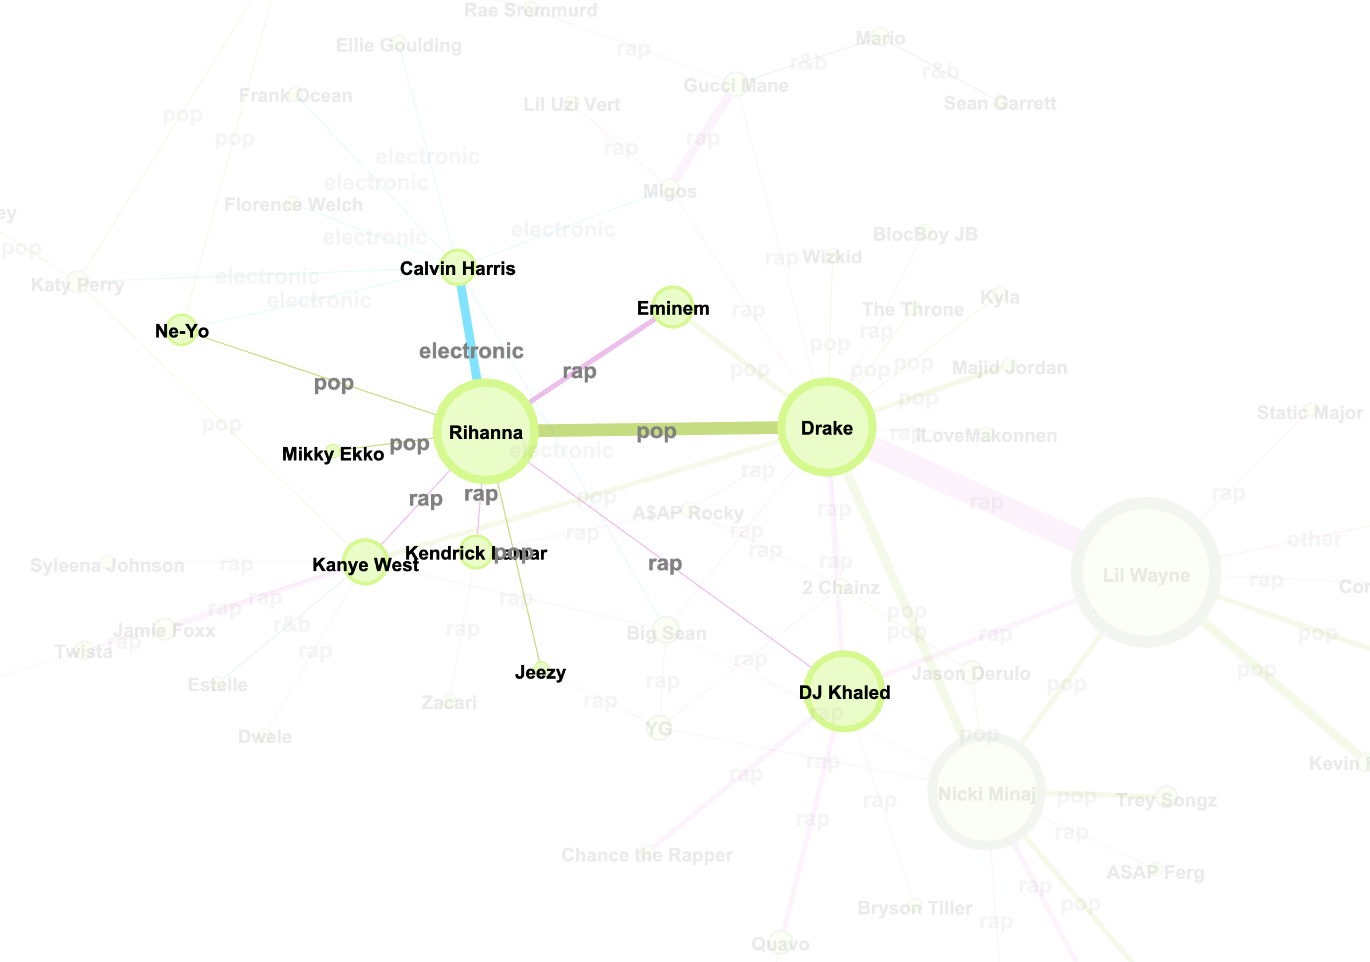 Rae Sremmurd
Mario
Ellie Goulding
rap
r&b
r&b
Gucci Mane
Frank Ocean
Lil Uzi Vert
Sean Garrett
pop
pop
rap
rap
electronic
electronic
Migos
Florence Welch
ey
electronic
electronic
BlocBoy JB
pop
Wizkid
rap
Calvin Harris
electronic
Katy Perry
electronic
Kyla
Eminem
The Throne
rap
Ne-Yo
rap
pop
electronic
pop
pop
Majid Jordan
rap
pop
pop
pop
pop
Static Major
Drake
Rihanna
pop
rap
iLoveMakonnen
pop
Mikky Ekko
electronic
rap
rap
rap
pop
rap
rap
A$AP Rocky
rap
rap
rap
other
Kendrick Lamar
pop
rap
Kanye West
rap
rap
Syleena Johnson
rap
Lil Wayne
rap
2 Chainz
Cor
rap
rap
rap
pop
r&b
Jamie Foxx
pop
Big Sean
rap
pop
rap
Twista
rap
rap
pop
Jeezy
Jason Derulo
rap
Estelle
pop
DJ Khaled
rap
Zacari
rap
YG
Dwele
pop
rap
Kevin
rap
Nicki Minaj
pop
Trey Songz
rap
rap
rap
Chance the Rapper
ASAP Ferg
rap
pop
Bryson Tiller
rap
Quavo